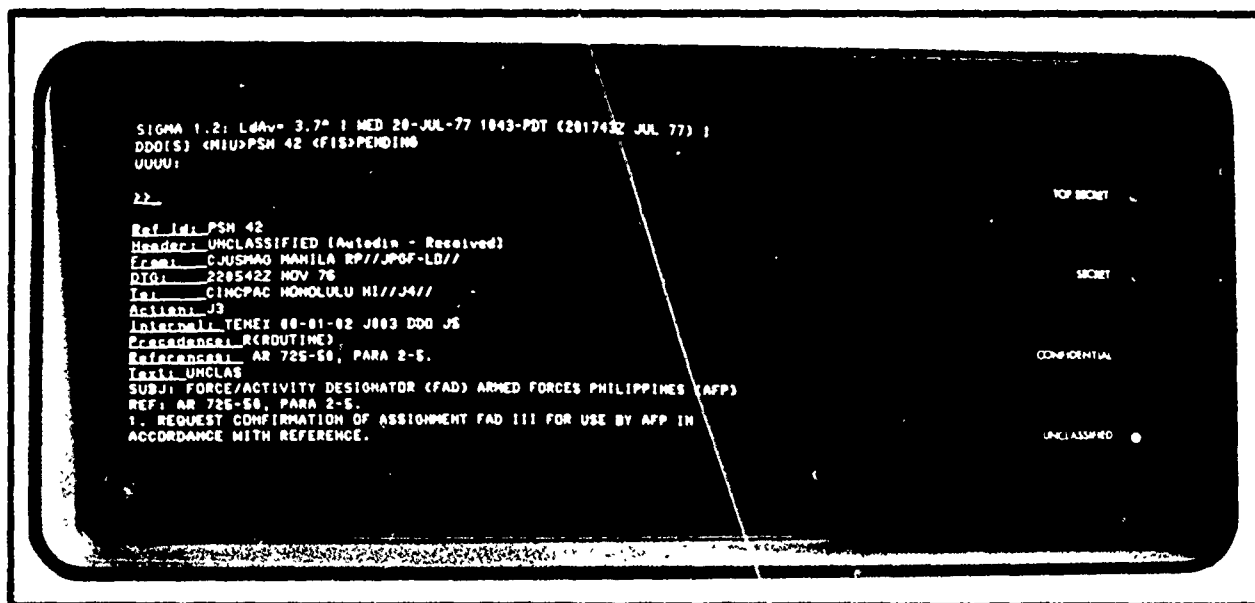 SIGMA 1.2: LdAv= 3.7^ ! WED 20-JUL-77 1043-PDT (201743Z JUL 77) !
DDO[S] <MIU>PSM 42 <FIS>PENDING
UUUU:
>>_
TOP SECRET
Ref Id: PSM 42
Header: UNCLASSIFIED [Autodin - Received]
From: CJUSMAG MANILA RP//JPGF-LD//
DTG: 220542Z NOV 76
SECRET
To: CINCPAC HONOLULU HI//J4//
Action: J3
Internal: TENEX 00-01-02 J003 DDO J5
Precedence: R(ROUTINE)
References: AR 725-50, PARA 2-5.
CONFIDENTIAL
Text: UNCLAS
SUBJ: FORCE/ACTIVITY DESIGNATOR (FAD) ARMED FORCES PHILIPPINES (AFP)
REF: AR 725-50, PARA 2-5.
1. REQUEST CONFIRMATION OF ASSIGNMENT FAD III FOR USE BY AFP IN
ACCORDANCE WITH REFERENCE.
UNCLASSIFIED